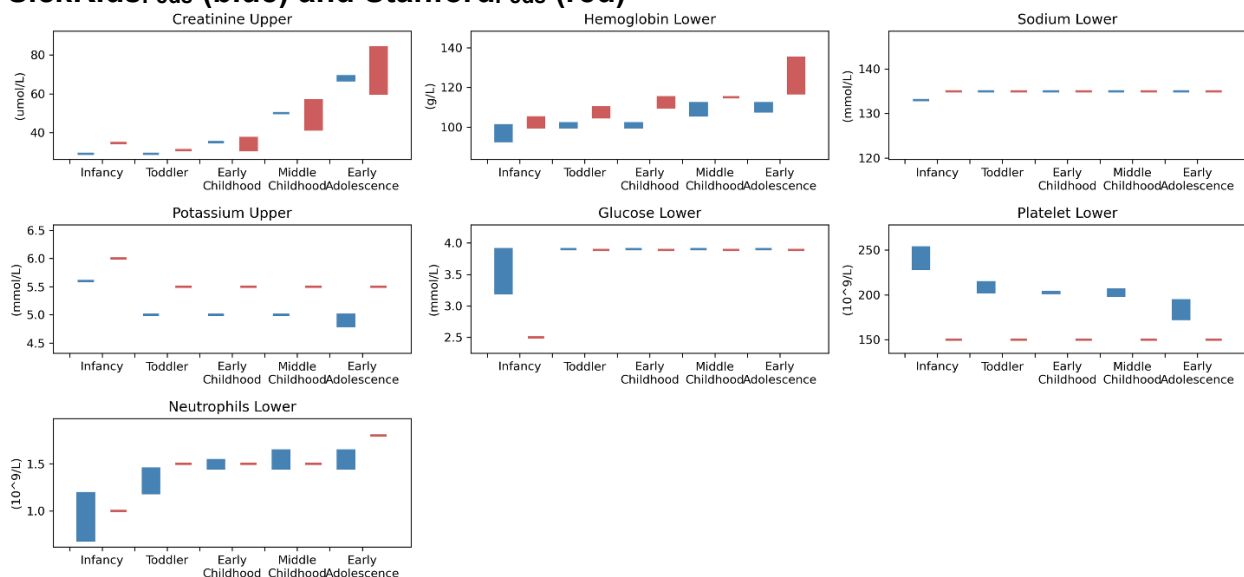 (blue) and (red)
Creatinine Upper
(umol/L)
80
60
40
Infancy Toddler Early Childhood Middle Childhood Early Adolescence
Hemoglobin Lower
(g/L)
140
120
100
Infancy Toddler Early Childhood Middle Childhood Early Adolescence
Sodium Lower
(mmol/L)
140
130
120
Infancy Toddler Early Childhood Middle Childhood Early Adolescence
Potassium Upper
(mmol/L)
6.5
6.0
5.5
5.0
4.5
Infancy Toddler Early Childhood Middle Childhood Early Adolescence
Glucose Lower
(mmol/L)
4.0
3.5
3.0
2.5
Infancy Toddler Early Childhood Middle Childhood Early Adolescence
Platelet Lower
(10^9/L)
250
200
150
Infancy Toddler Early Childhood Middle Childhood Early Adolescence
Neutrophils Lower
(10^9/L)
1.5
1.0
Infancy Toddler Early Childhood Middle Childhood Early Adolescence